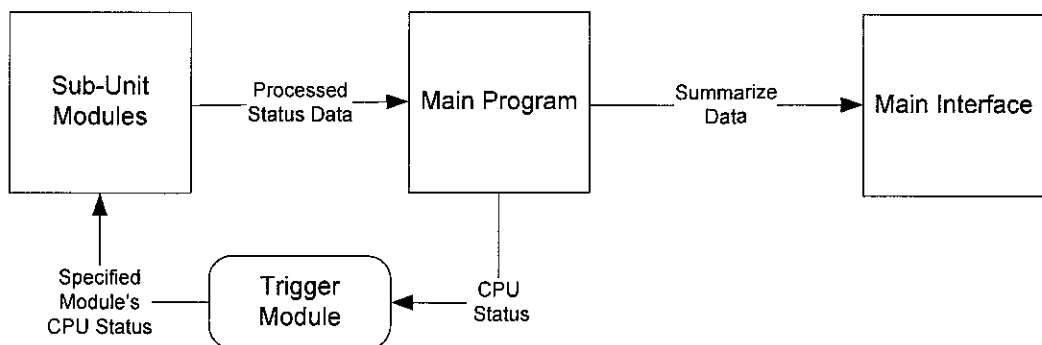 Sub-Unit
Modules
Processed
Status Data
Main Program
Summarize
Data
Main Interface
Specified
Module's
CPU Status
Trigger
Module
CPU
Status